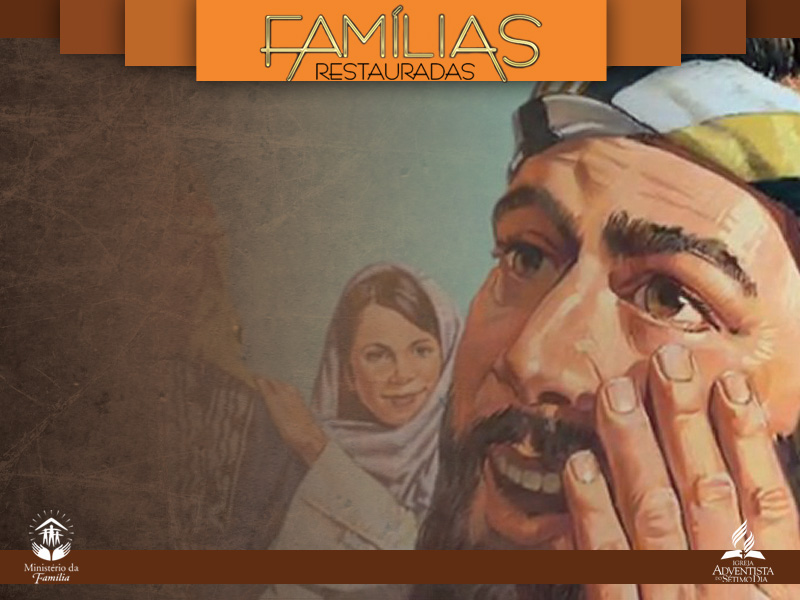 FAMÍLIAS
RESTAURADAS
Ministério da
Família
IGREJA
ADVENTISTA
DO SÉTIMO DIA